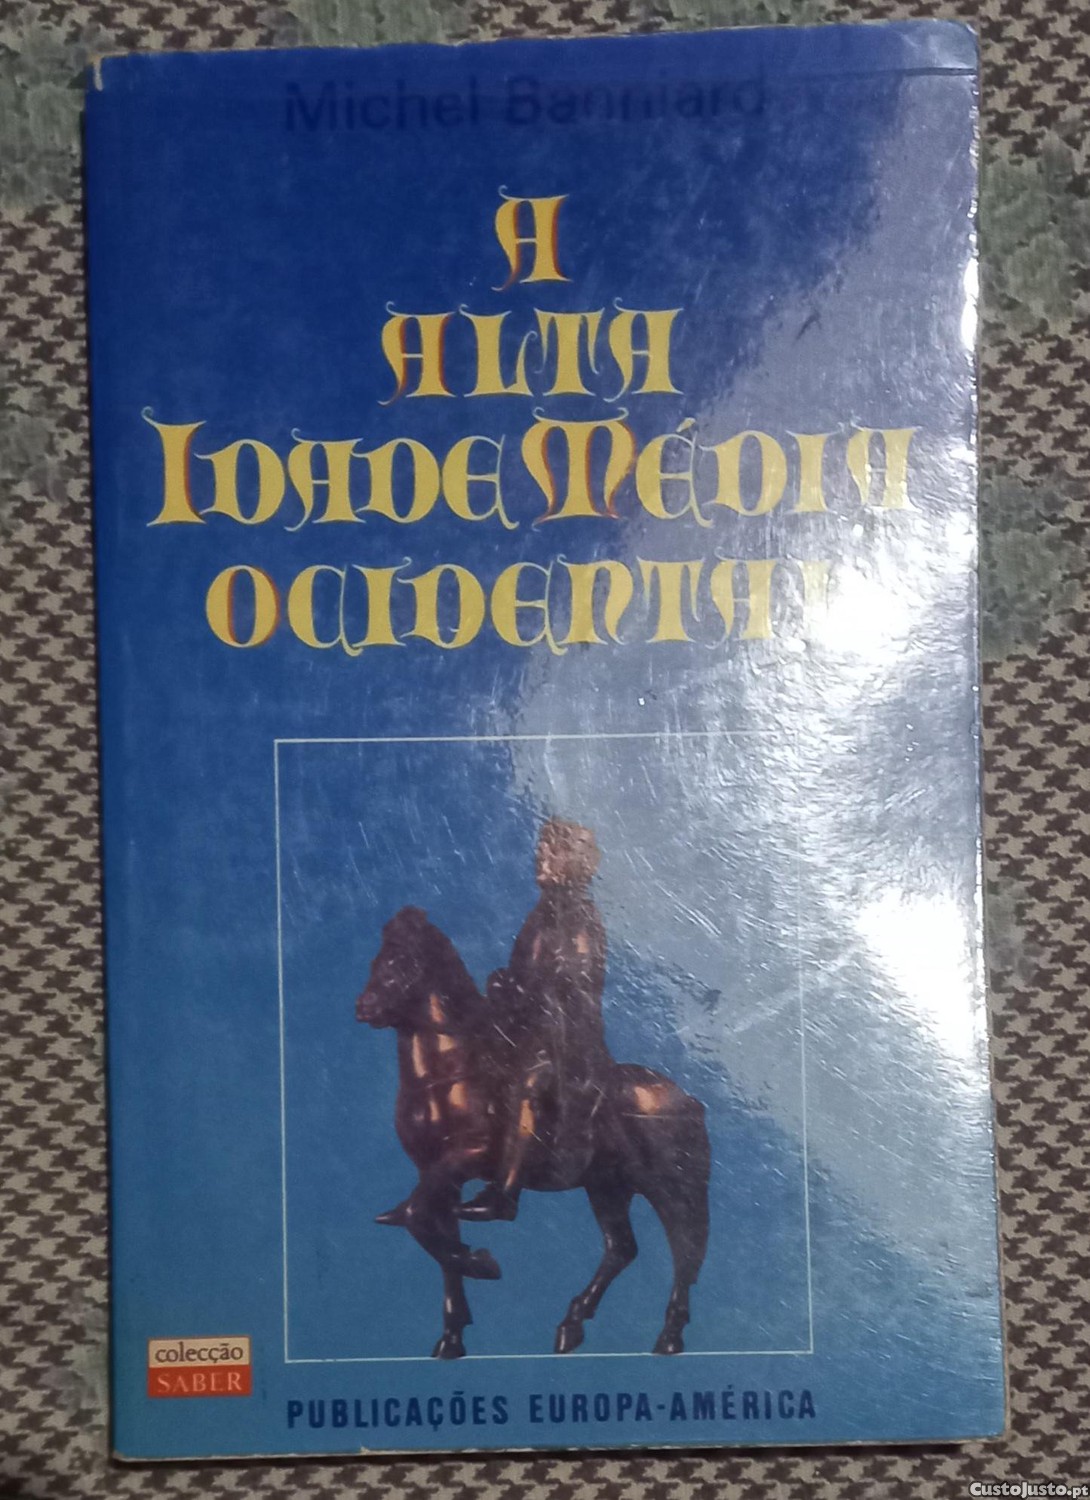 Michel Banniard
A
ALTA
IDADE MÉDIA
OCIDENTAL
colecção
SABER
PUBLICAÇÕES EUROPA-AMÉRICA
CustoJusto.pt